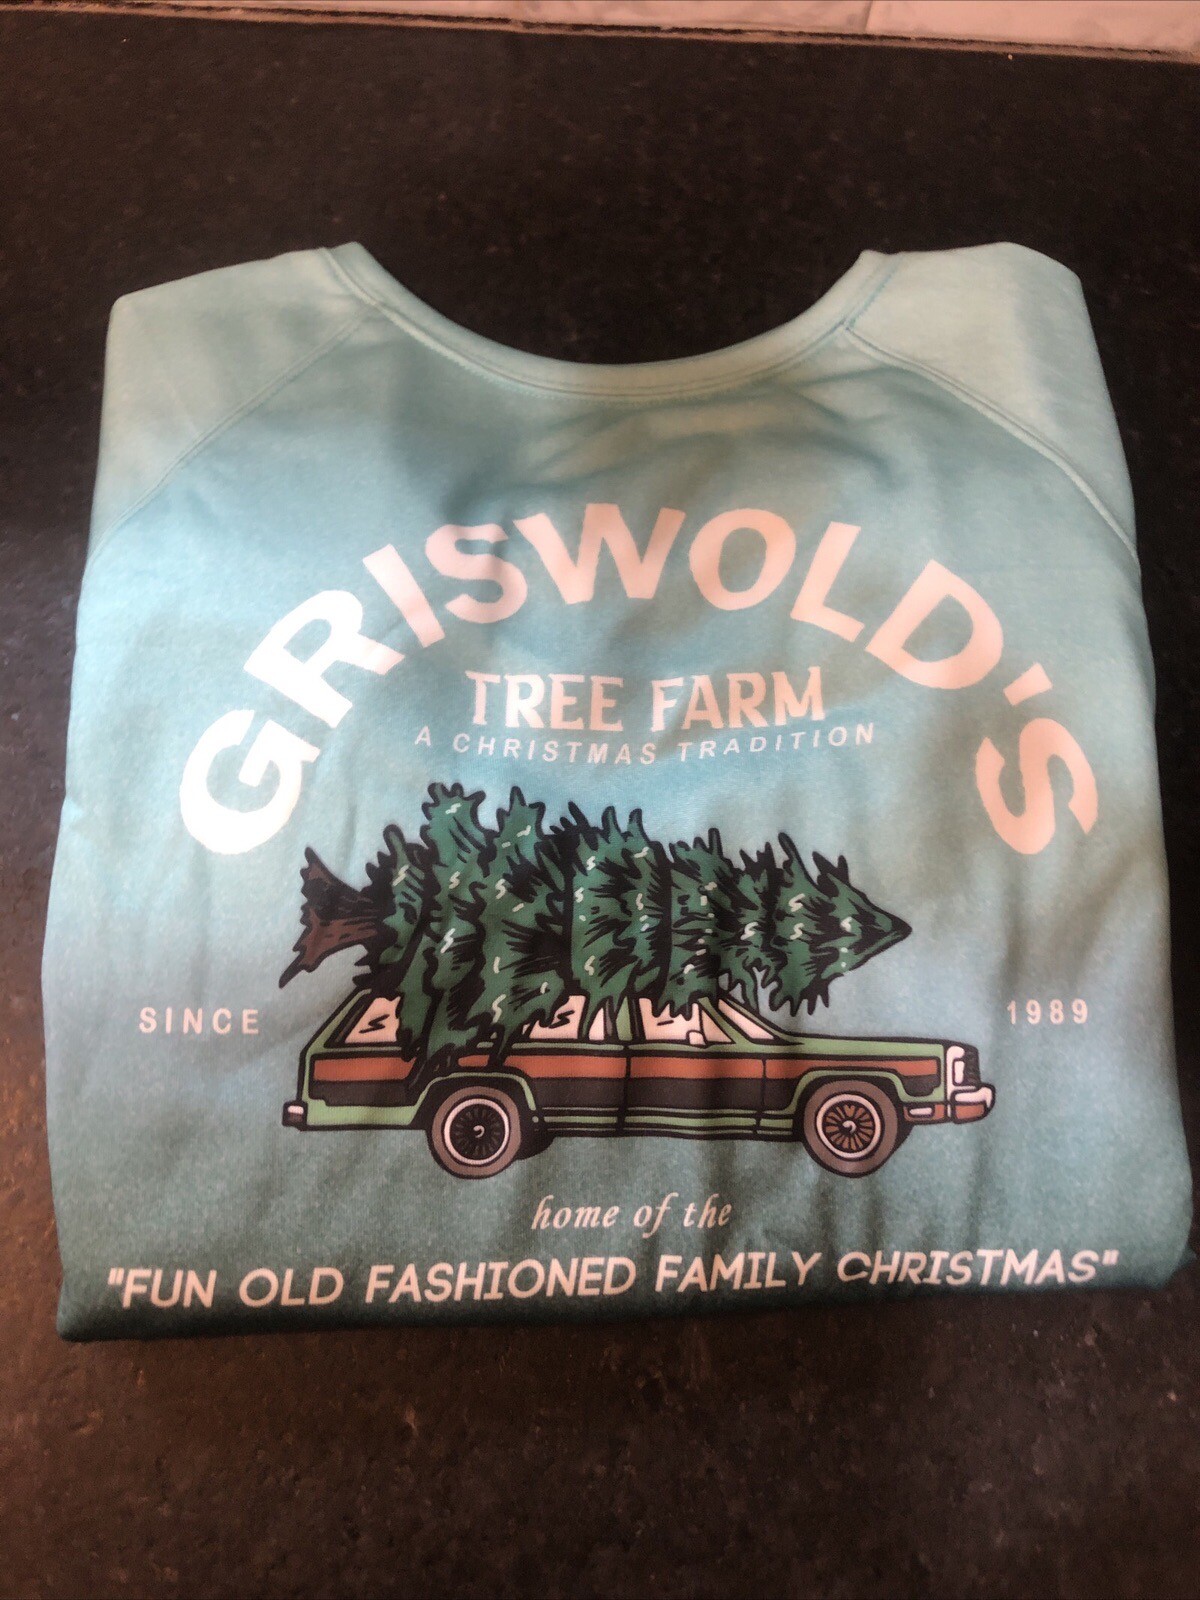 GRISWOLD'S
TREE FARM
A CHRISTMAS TRADITION
SINCE 1989
home of the
"FUN OLD FASHIONED FAMILY CHRISTMAS"